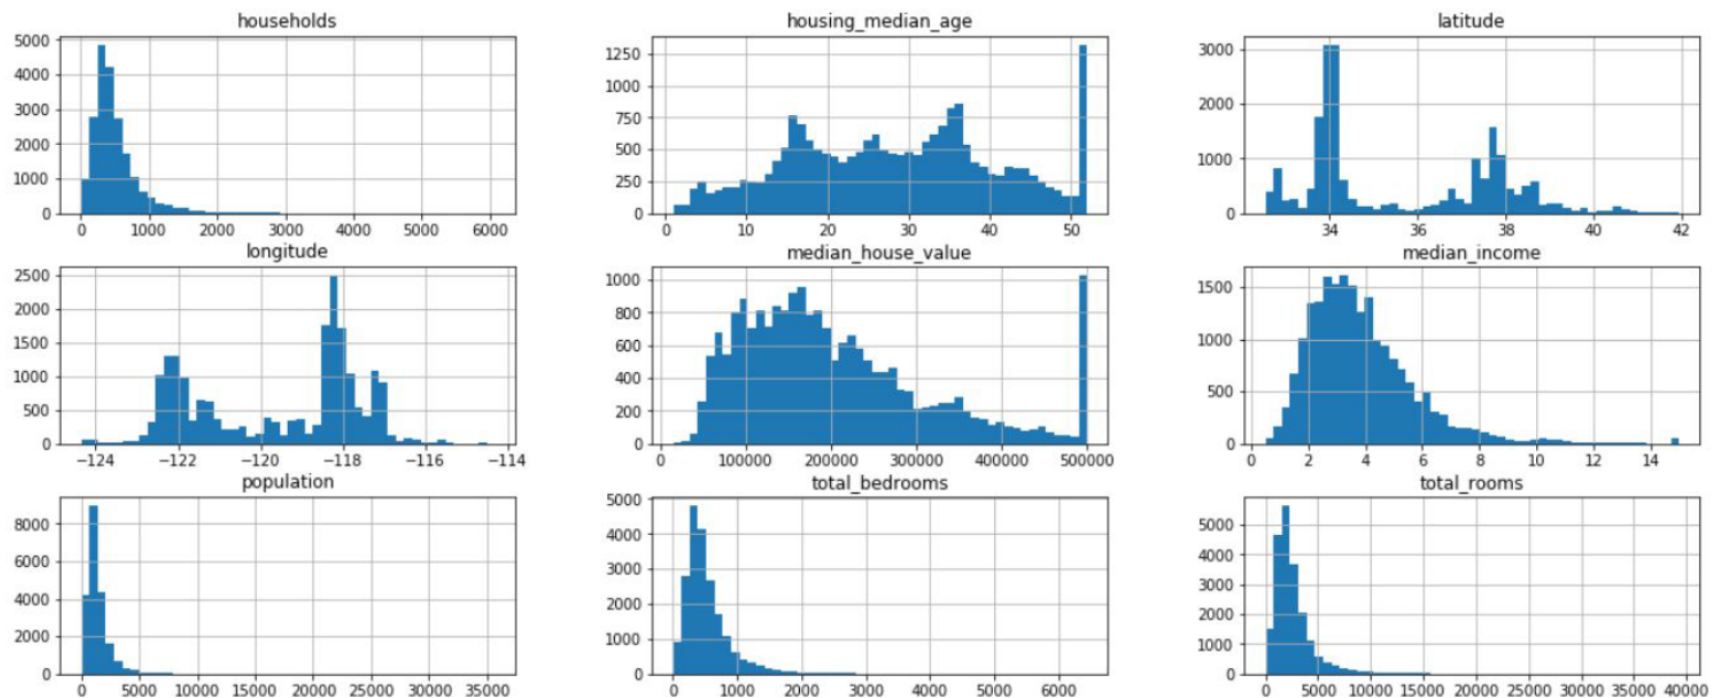 households
5000
4000
3000
2000
1000
0
0 1000 2000 3000 4000 5000 6000
housing_median_age
1250
1000
750
500
250
0
0 10 20 30 40 50
latitude
3000
2000
1000
0
34 36 38 40 42
longitude
2500
2000
1500
1000
500
0
−124 −122 −120 −118 −116 −114
median_house_value
1000
800
600
400
200
0
0 100000 200000 300000 400000 500000
median_income
1500
1000
500
0
0 2 4 6 8 10 12 14
population
8000
6000
4000
2000
0
0 5000 10000 15000 20000 25000 30000 35000
total_bedrooms
5000
4000
3000
2000
1000
0
0 1000 2000 3000 4000 5000 6000
total_rooms
5000
4000
3000
2000
1000
0
0 5000 10000 15000 20000 25000 30000 35000 40000